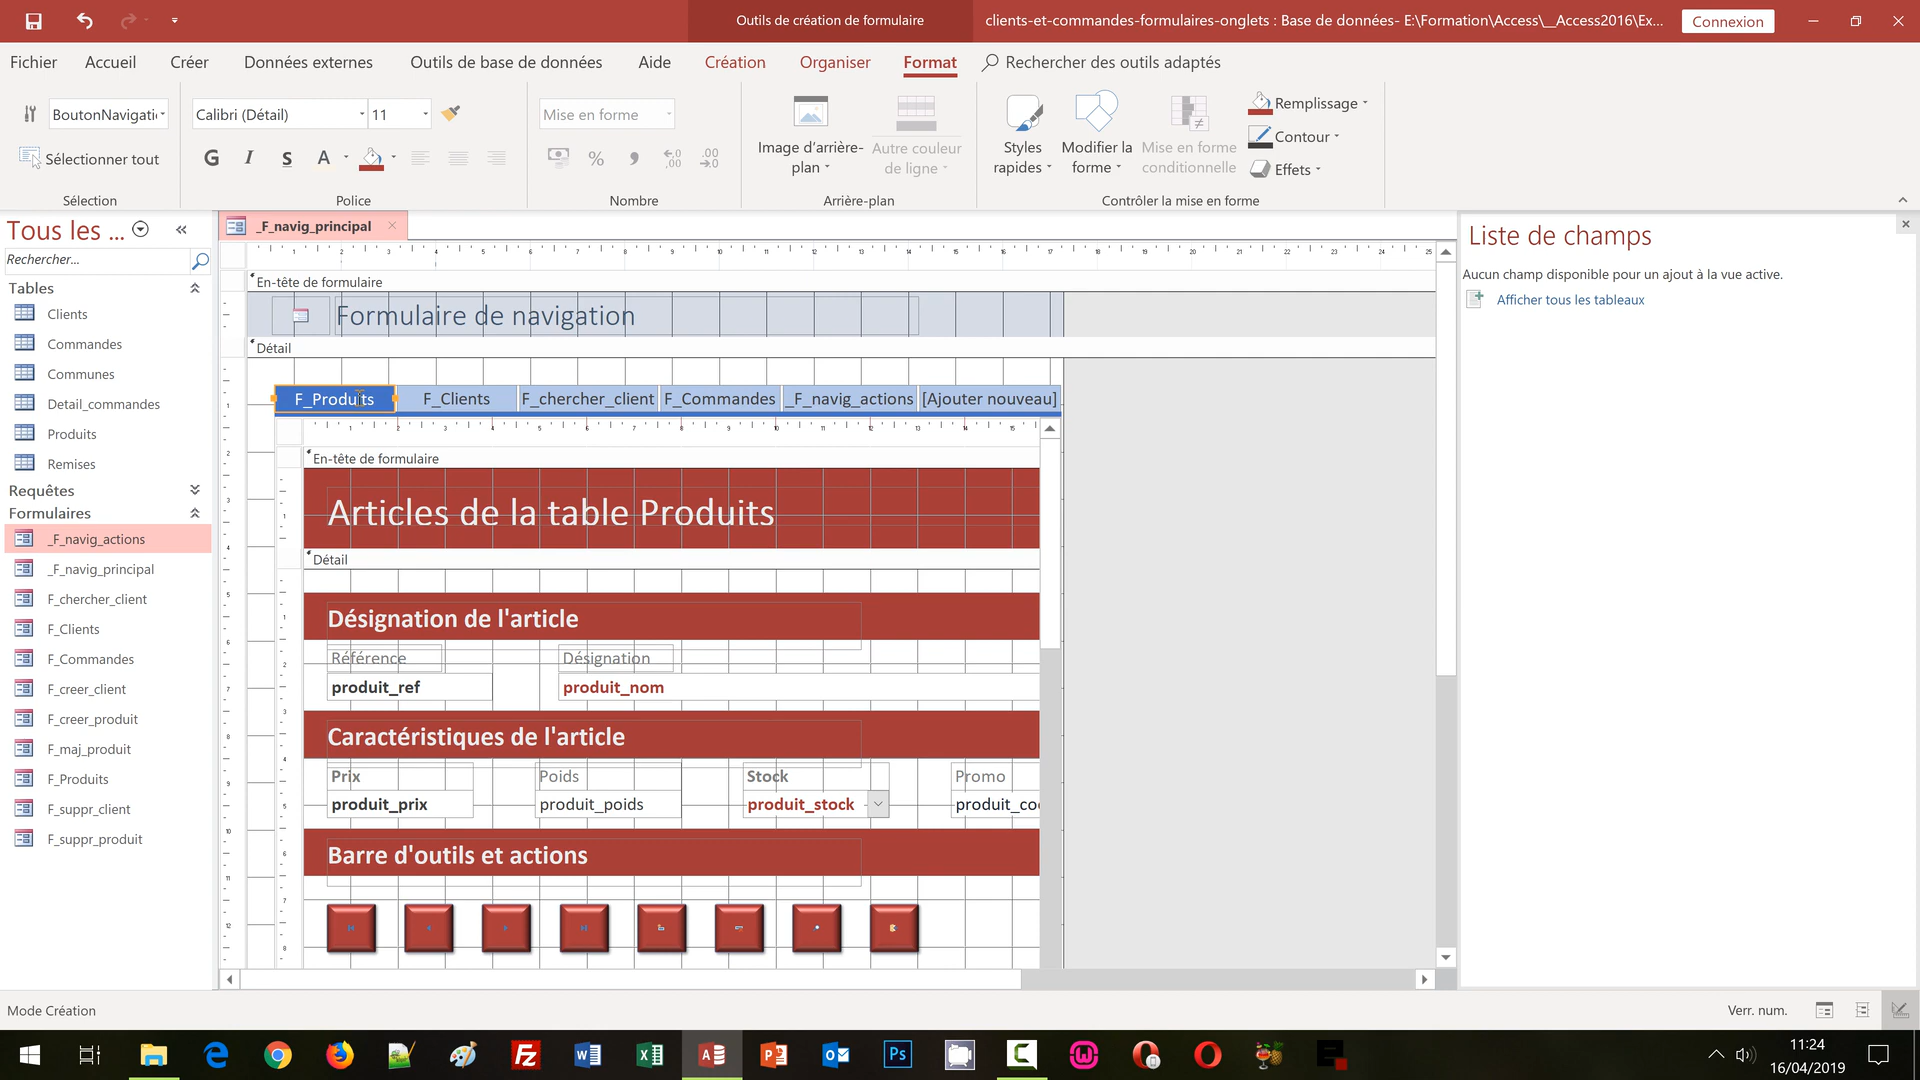 Outils de création de formulaire
clients-et-commandes-formulaires-onglets : Base de données- E:\Formation\Access\__Access2016\Ex...
Connexion
Fichier Accueil Créer Données externes Outils de base de données Aide Création Organiser Format Rechercher des outils adaptés
BoutonNavigati
Calibri (Détail) 11
Mise en forme
Sélectionner tout
G I S A
% 000
Image d'arrière-plan
Autre couleur de ligne
Styles rapides
Modifier la forme
Mise en forme conditionnelle
Remplissage
Contour
Effets
Sélection
Police
Nombre
Arrière-plan
Contrôler la mise en forme
Tous les ...
Rechercher...
Tables
Clients
Commandes
Communes
Detail_commandes
Produits
Remises
Requêtes
Formulaires
_F_navig_actions
_F_navig_principal
F_chercher_client
F_Clients
F_Commandes
F_creer_client
F_creer_produit
F_maj_produit
F_Produits
F_suppr_client
F_suppr_produit
_F_navig_principal
En-tête de formulaire
Formulaire de navigation
Détail
F_Produits F_Clients F_chercher_client F_Commandes _F_navig_actions [Ajouter nouveau]
En-tête de formulaire
Articles de la table Produits
Détail
Désignation de l'article
Référence Désignation
produit_ref produit_nom
Caractéristiques de l'article
Prix Poids Stock Promo
produit_prix produit_poids produit_stock produit_co
Barre d'outils et actions
Liste de champs
Aucun champ disponible pour un ajout à la vue active.
Afficher tous les tableaux
Mode Création
Verr. num.
11:24
16/04/2019